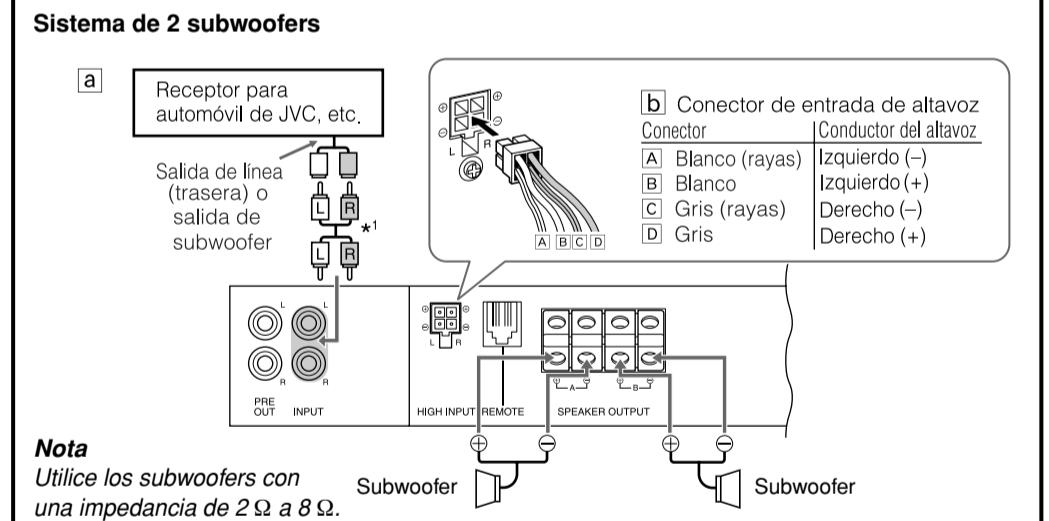 Sistema de 2 subwoofers
a
Receptor para
automóvil de JVC, etc.
Salida de línea
(trasera) o
salida de
subwoofer
L R
*1
L R
⊕ ⊕
⊖ ⊖
L R
A B C D
b Conector de entrada de altavoz
Conector Conductor del altavoz
A Blanco (rayas) Izquierdo (–)
B Blanco Izquierdo (+)
C Gris (rayas) Derecho (–)
D Gris Derecho (+)
L L
R R
PRE
OUT
INPUT
⊕ ⊕
⊖ ⊖
L R
HIGH INPUT
REMOTE
⊕ A ⊖ ⊕ B ⊖
SPEAKER OUTPUT
⊕ ⊖ ⊕ ⊖
Subwoofer Subwoofer
Nota
Utilice los subwoofers con
una impedancia de 2 Ω a 8 Ω.